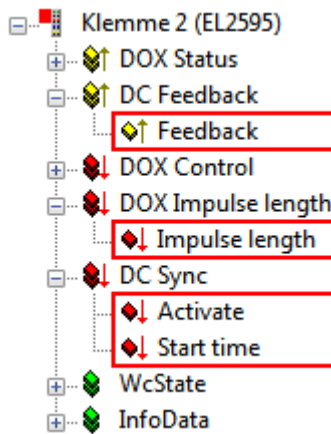 Klemme 2 (EL2595)
DOX Status
DC Feedback
Feedback
DOX Control
DOX Impulse length
Impulse length
DC Sync
Activate
Start time
WcState
InfoData